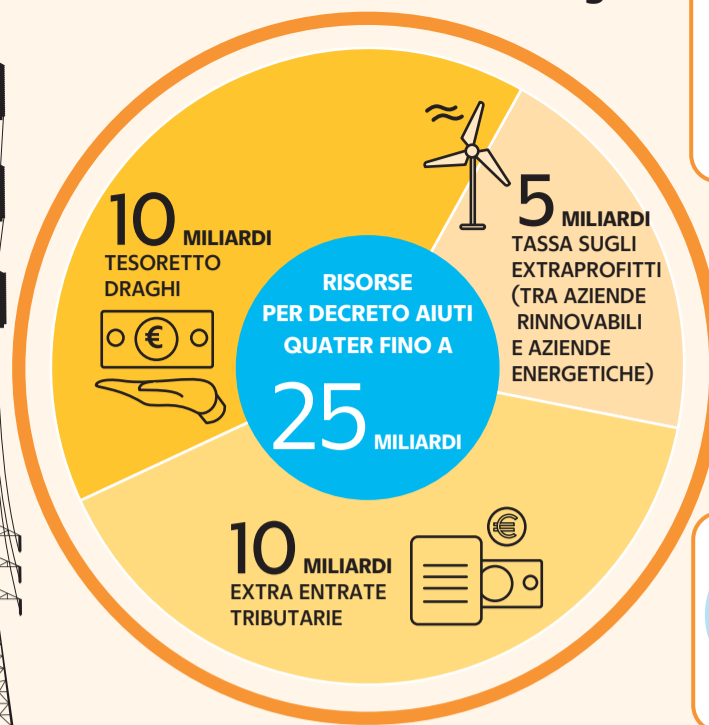 10 MILIARDI
TESORETTO
DRAGHI
€
5 MILIARDI
TASSA SUGLI
EXTRAPROFITTI
(TRA AZIENDE
RINNOVABILI
E AZIENDE
ENERGETICHE)
RISORSE
PER DECRETO AIUTI
QUATER FINO A
25 MILIARDI
10 MILIARDI
EXTRA ENTRATE
TRIBUTARIE
€